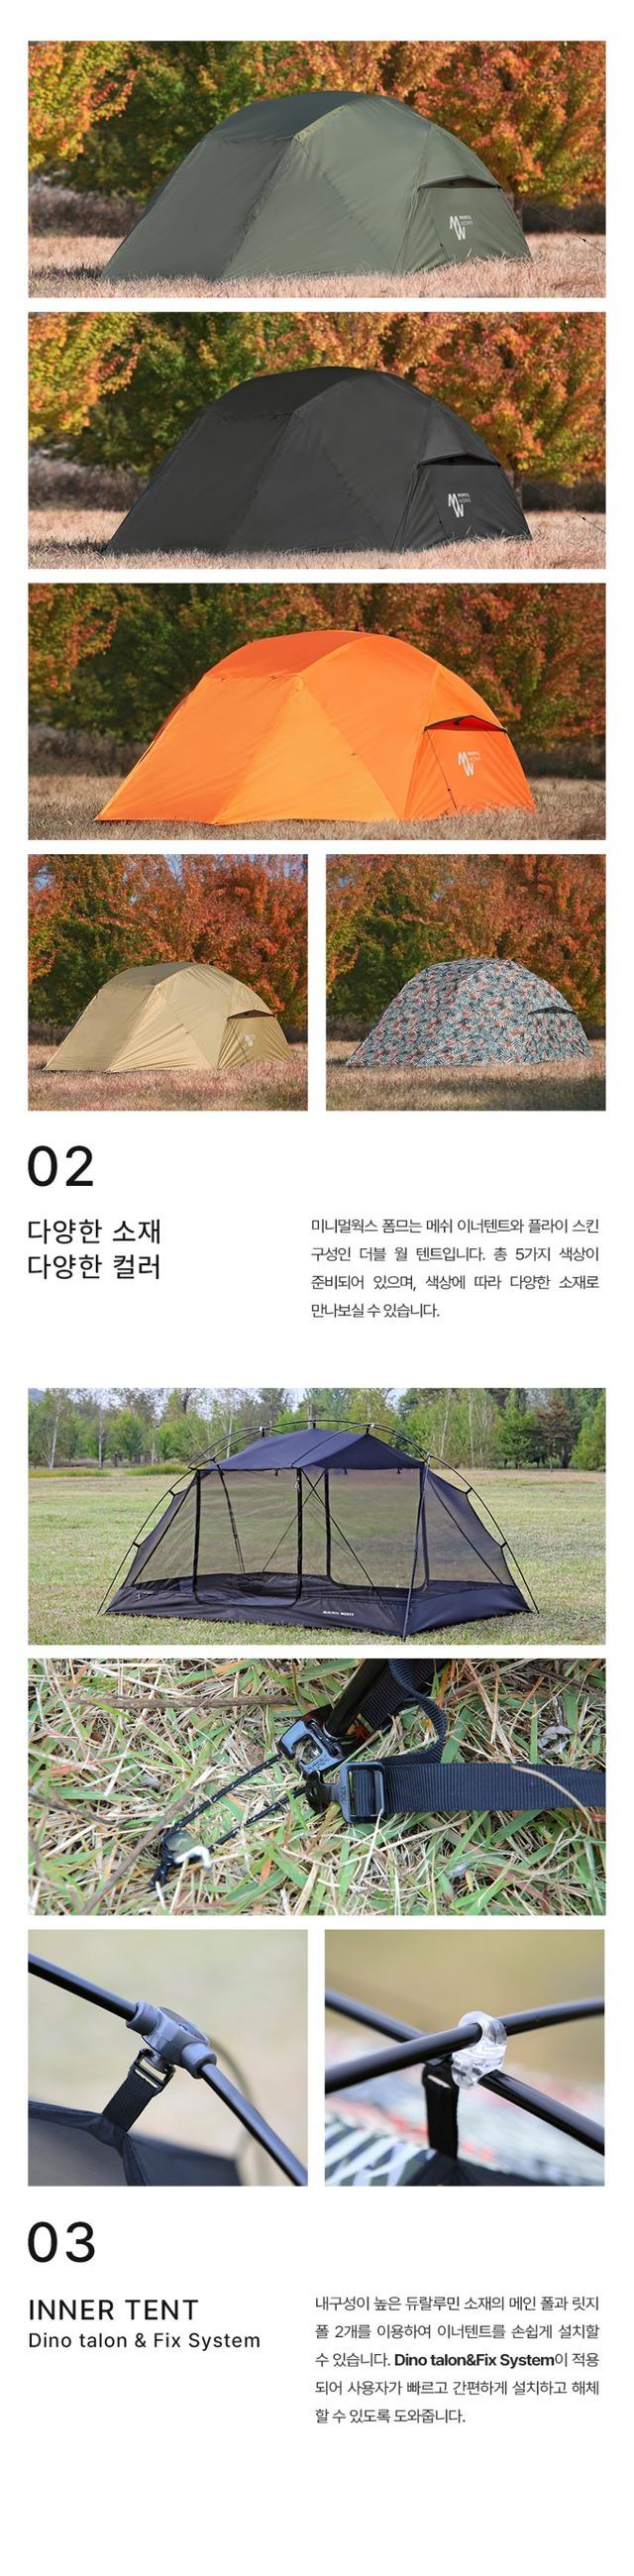 02
다양한 소재
다양한 컬러
미니멀웍스 폼므는 메쉬 이너텐트와 플라이 스킨
구성인 더블 월 텐트입니다. 총 5가지 색상이
준비되어 있으며, 색상에 따라 다양한 소재로
만나보실 수 있습니다.
03
INNER TENT
Dino talon & Fix System
내구성이 높은 듀랄루민 소재의 메인 폴과 릿지
폴 2개를 이용하여 이너텐트를 손쉽게 설치할
수 있습니다. Dino talon&Fix System이 적용
되어 사용자가 빠르고 간편하게 설치하고 해체
할 수 있도록 도와줍니다.